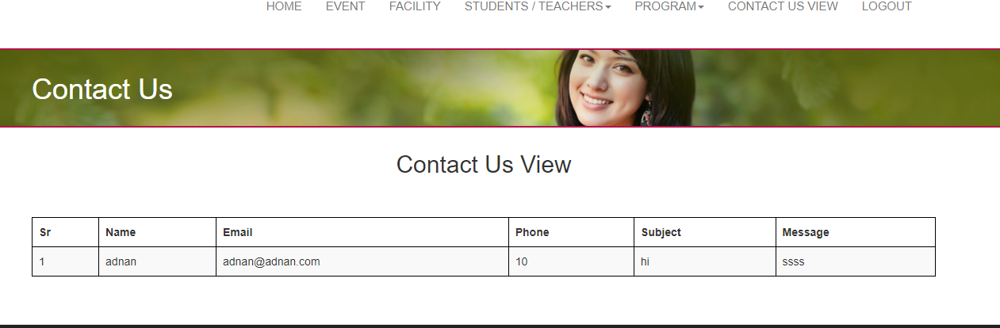 HOME EVENT FACILITY STUDENTS / TEACHERS PROGRAM CONTACT US VIEW LOGOUT
Contact Us
Contact Us View
Sr Name Email Phone Subject Message
1 adnan adnan@adnan.com 10 hi ssss